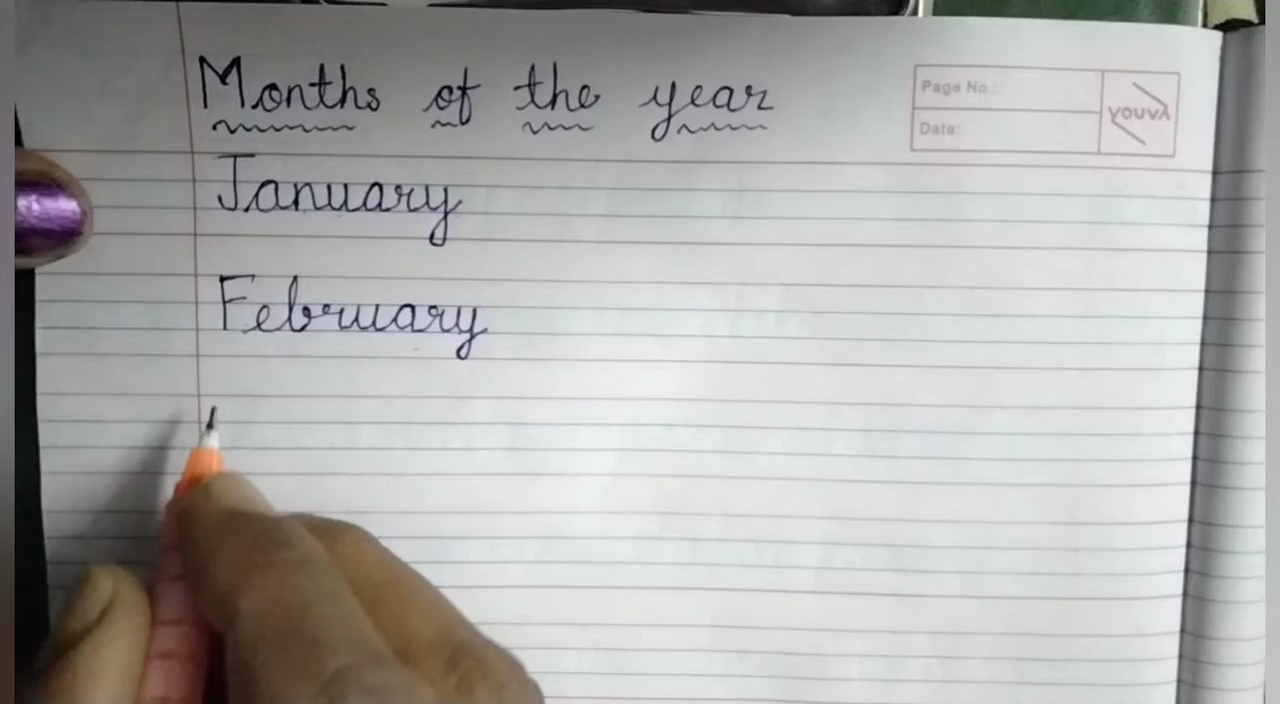 Months of the year
Page No.:
Date:
YOUVA
January
February